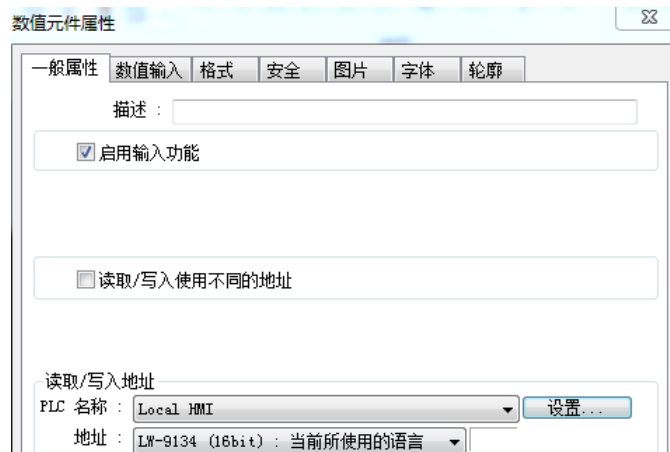 数值元件属性
一般属性 数值输入 格式 安全 图片 字体 轮廓
描述 :
启用输入功能
读取/写入使用不同的地址
读取/写入地址
PLC 名称 : Local HMI 设置...
地址 : LW-9134 (16bit) : 当前所使用的语言